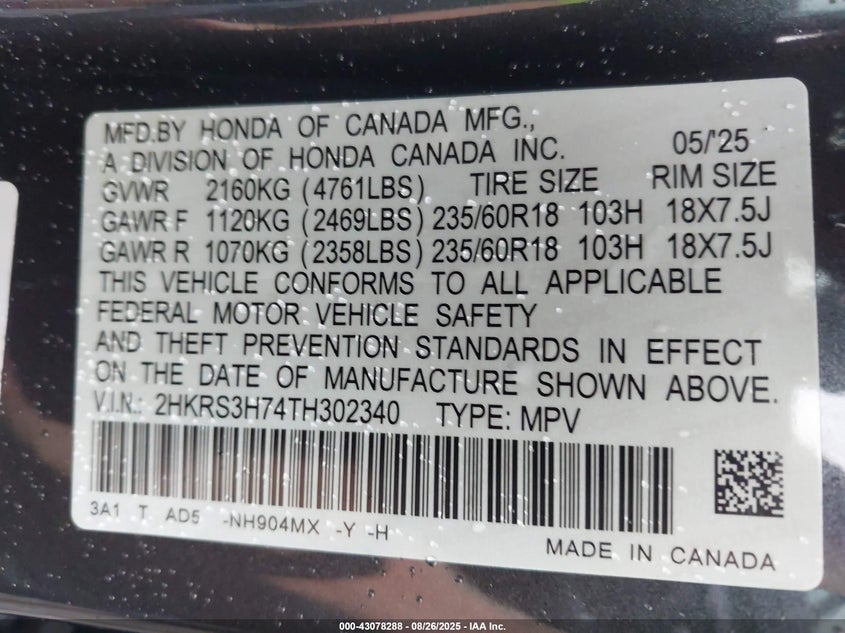 MFD.BY HONDA OF CANADA MFG.,
A DIVISION OF HONDA CANADA INC. 05/'25
GVWR 2160KG (4761LBS) TIRE SIZE RIM SIZE
GAWR F 1120KG (2469LBS) 235/60R18 103H 18X7.5J
GAWR R 1070KG (2358LBS) 235/60R18 103H 18X7.5J
THIS VEHICLE CONFORMS TO ALL APPLICABLE
FEDERAL MOTOR VEHICLE SAFETY
AND THEFT PREVENTION STANDARDS IN EFFECT
ON THE DATE OF MANUFACTURE SHOWN ABOVE.
V.I.N.: 2HKRS3H74TH302340 TYPE: MPV
3A1 T AD5 -NH904MX -Y -H
MADE IN CANADA
000-43078288 - 08/26/2025 - IAA Inc.